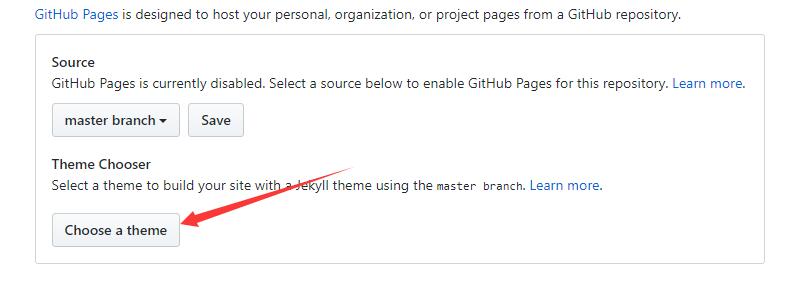 GitHub Pages is designed to host your personal, organization, or project pages from a GitHub repository.
Source
GitHub Pages is currently disabled. Select a source below to enable GitHub Pages for this repository. Learn more.
master branch Save
Theme Chooser
Select a theme to build your site with a Jekyll theme using the master branch. Learn more.
Choose a theme